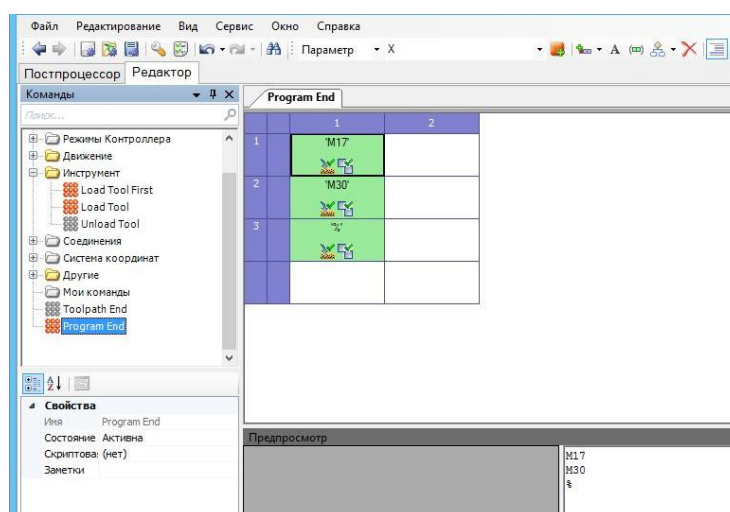 Файл Редактирование Вид Сервис Окно Справка
Параметр X
Постпроцессор Редактор
Команды
Поиск...
Режимы Контроллера
Движение
Инструмент
Load Tool First
Load Tool
Unload Tool
Соединения
Система координат
Другие
Мои команды
Toolpath End
Program End
Свойства
Имя Program End
Состояние Активна
Скриптова: (нет)
Заметки
Program End
1 2
1 'M17'
2 'M30'
3 '%'
Предпросмотр
M17
M30
%